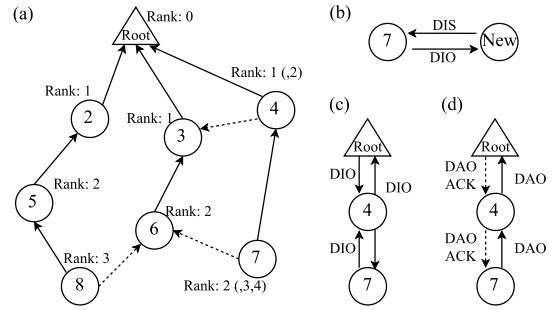 (a)
Rank: 0
Root
Rank: 1 (,2)
Rank: 1
2
Rank: 1
3
4
5
Rank: 2
6
Rank: 2
7
Rank: 3
8
Rank: 2 (,3,4)
(b)
7
DIS
DIO
New
(c)
Root
DIO
DIO
4
DIO
7
(d)
Root
DAO
ACK
DAO
4
DAO
ACK
DAO
7